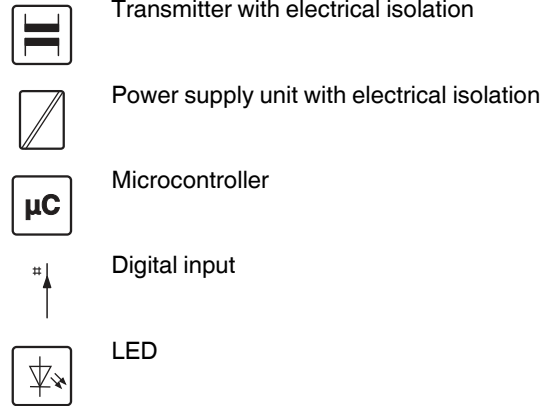 Transmitter with electrical isolation
Power supply unit with electrical isolation
µC
Microcontroller
# Digital input
LED